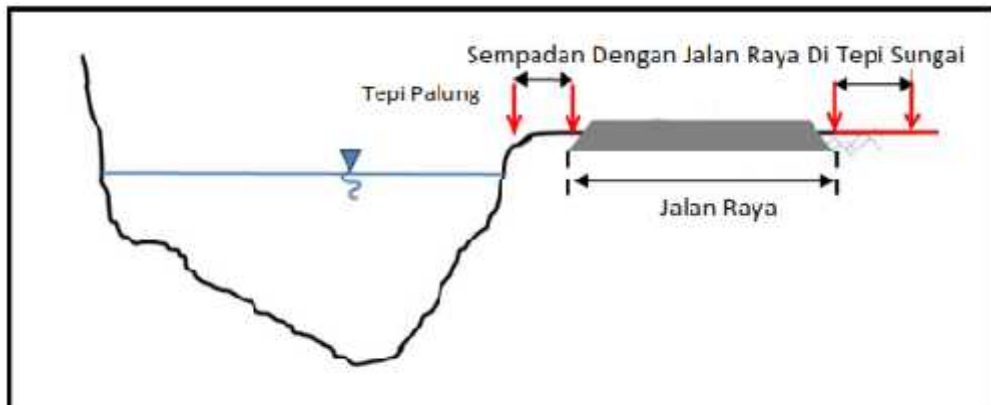 Sempadan Dengan Jalan Raya Di Tepi Sungai
Tepi Palung
Jalan Raya